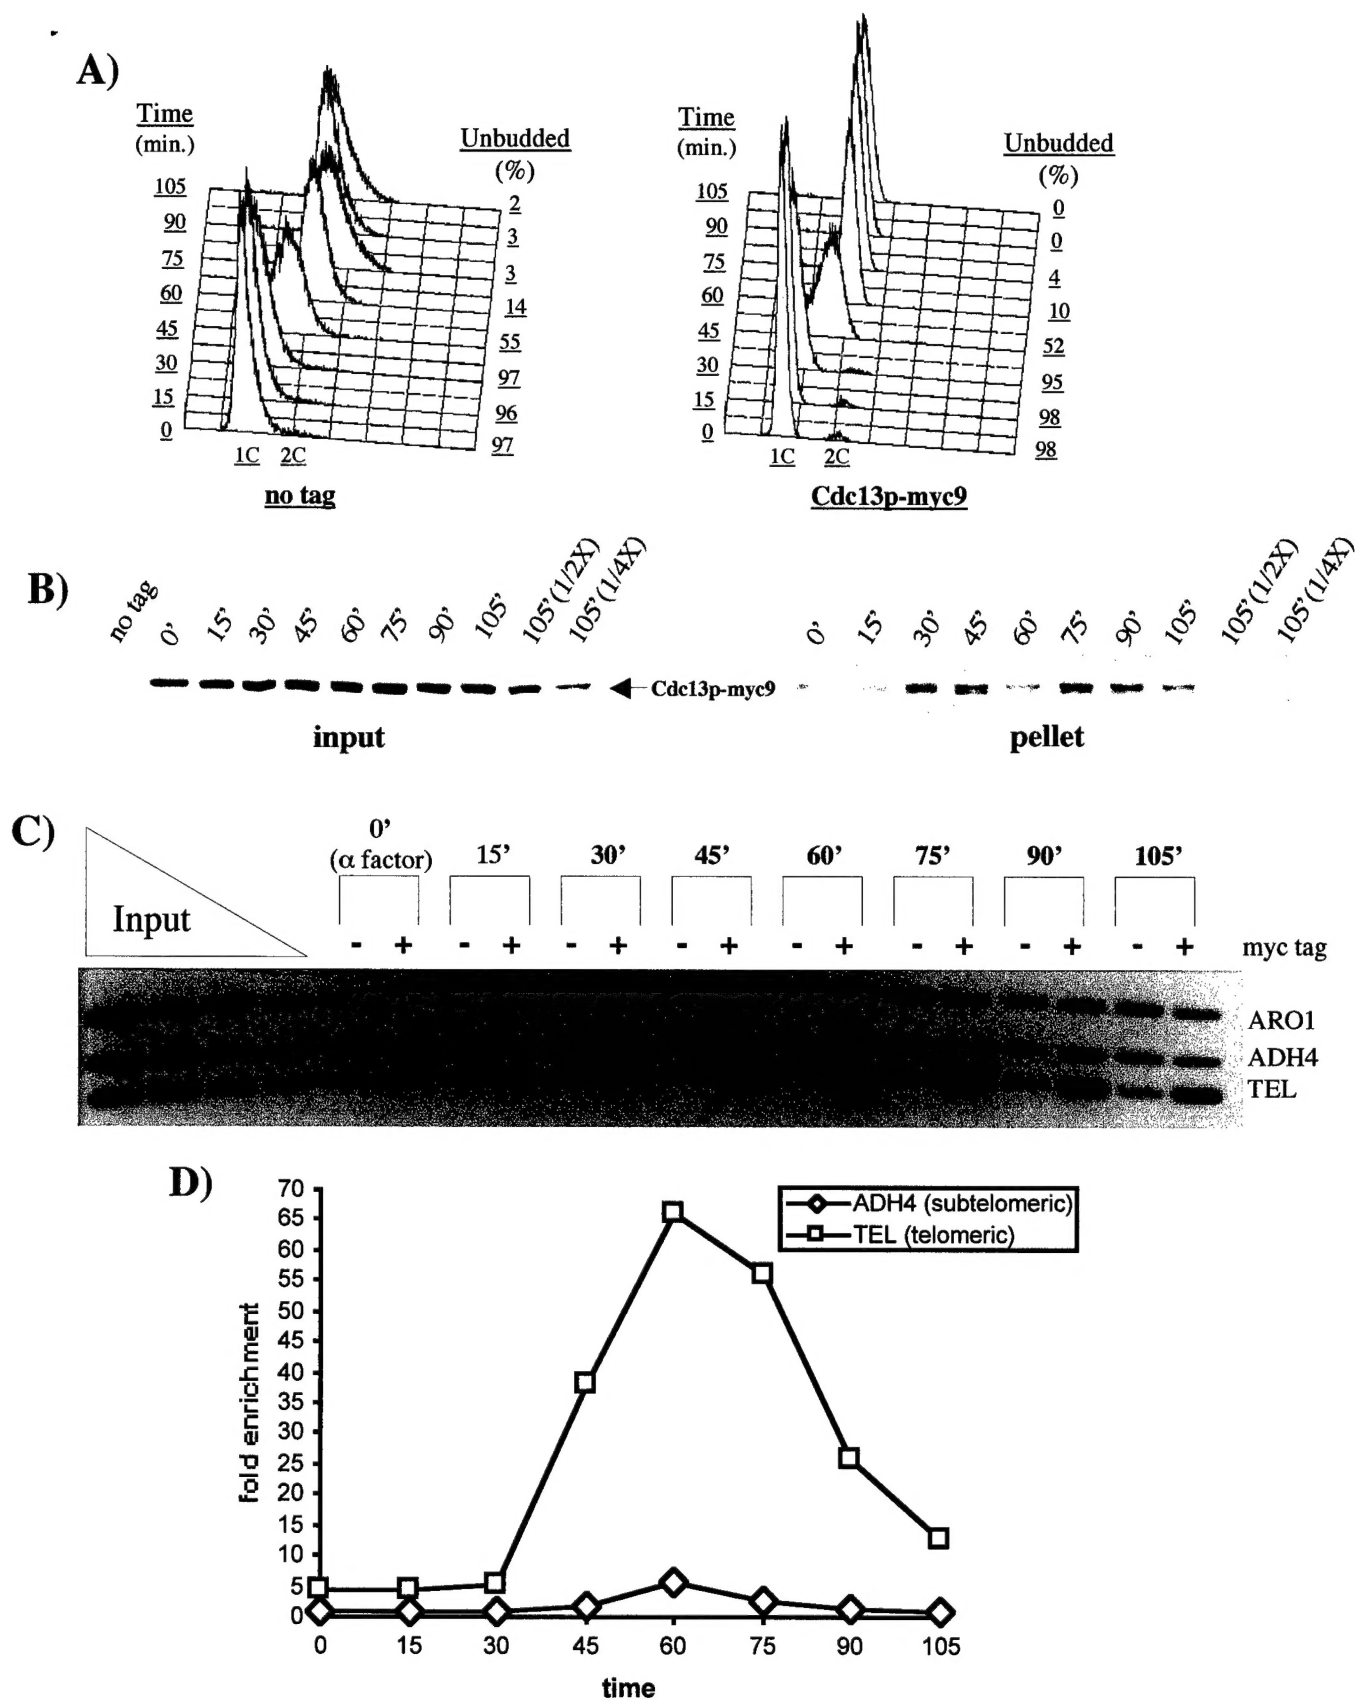 A)
Time
(min.)
Unbudded
(%)
105
90
75
60
45
30
15
0
2
3
3
14
55
97
96
97
1C 2C
no tag
Time
(min.)
Unbudded
(%)
105
90
75
60
45
30
15
0
0
0
4
10
52
95
98
98
1C 2C
Cdc13p-myc9
B)
no tag 0’ 15’ 30’ 45’ 60’ 75’ 90’ 105’ 105’(1/2X) 105’(1/4X)
0’ 15’ 30’ 45’ 60’ 75’ 90’ 105’ 105’(1/2X) 105’(1/4X)
Cdc13p-myc9
input
pellet
C)
Input
0’
(α factor)
15’ 30’ 45’ 60’ 75’ 90’ 105’
- + - + - + - + - + - + - + - + myc tag
ARO1
ADH4
TEL
D)
70
65
60
55
50
45
40
35
30
25
20
15
10
5
0
fold enrichment
ADH4 (subtelomeric)
TEL (telomeric)
0 15 30 45 60 75 90 105
time